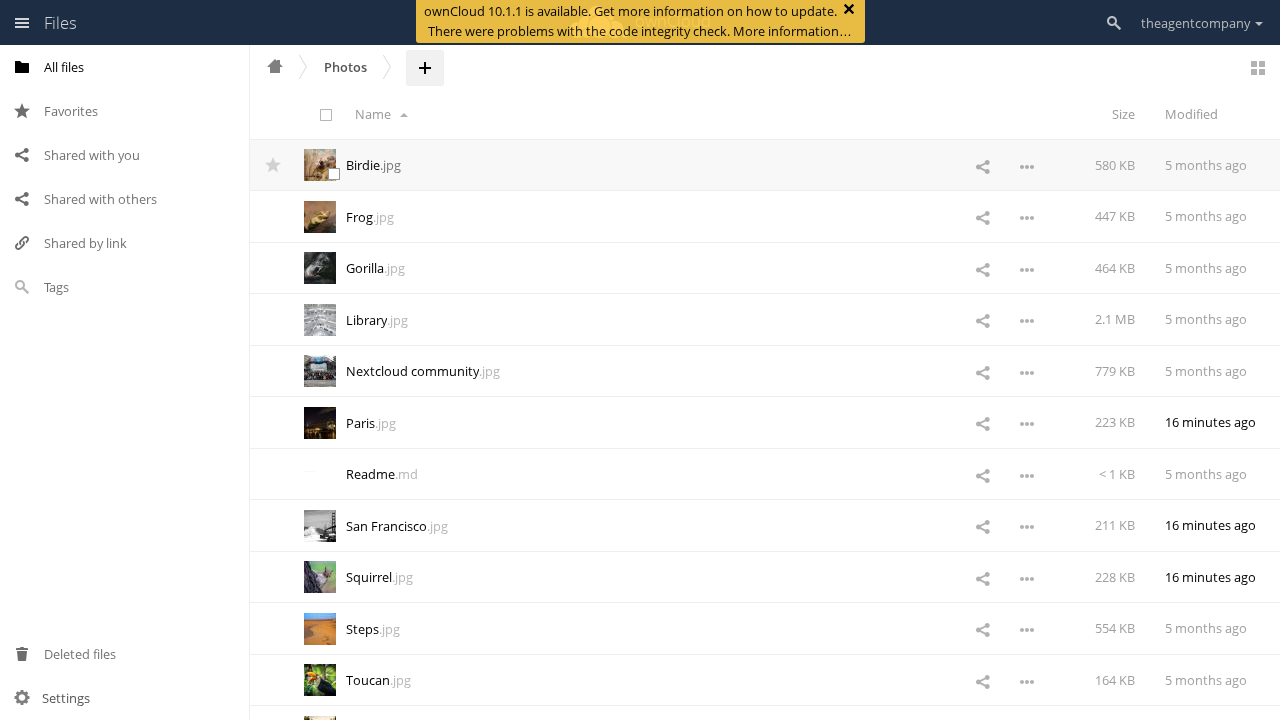 Files
ownCloud 10.1.1 is available. Get more information on how to update.
There were problems with the code integrity check. More information…
theagentcompany
All files
Favorites
Shared with you
Shared with others
Shared by link
Tags
Deleted files
Settings
Photos
Name Size Modified
Birdie.jpg 580 KB 5 months ago
Frog.jpg 447 KB 5 months ago
Gorilla.jpg 464 KB 5 months ago
Library.jpg 2.1 MB 5 months ago
Nextcloud community.jpg 779 KB 5 months ago
Paris.jpg 223 KB 16 minutes ago
Readme.md < 1 KB 5 months ago
San Francisco.jpg 211 KB 16 minutes ago
Squirrel.jpg 228 KB 16 minutes ago
Steps.jpg 554 KB 5 months ago
Toucan.jpg 164 KB 5 months ago